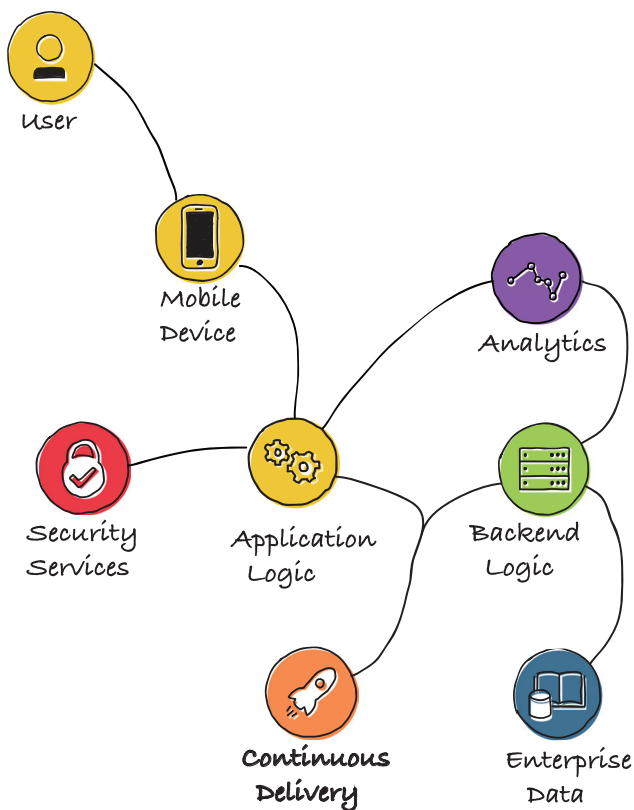 User
Mobile
Device
Analytics
Security
Services
Application
Logic
Backend
Logic
Continuous
Delivery
Enterprise
Data